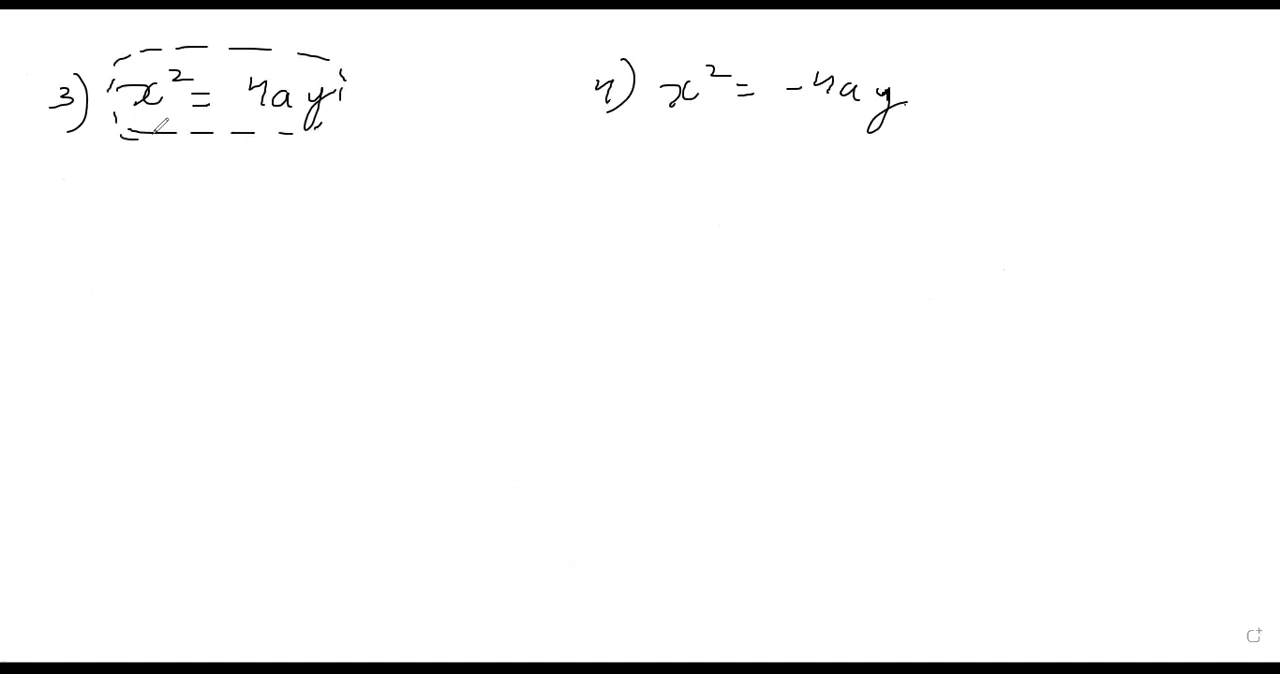 3) x² = 4ay
4) x² = -4ay